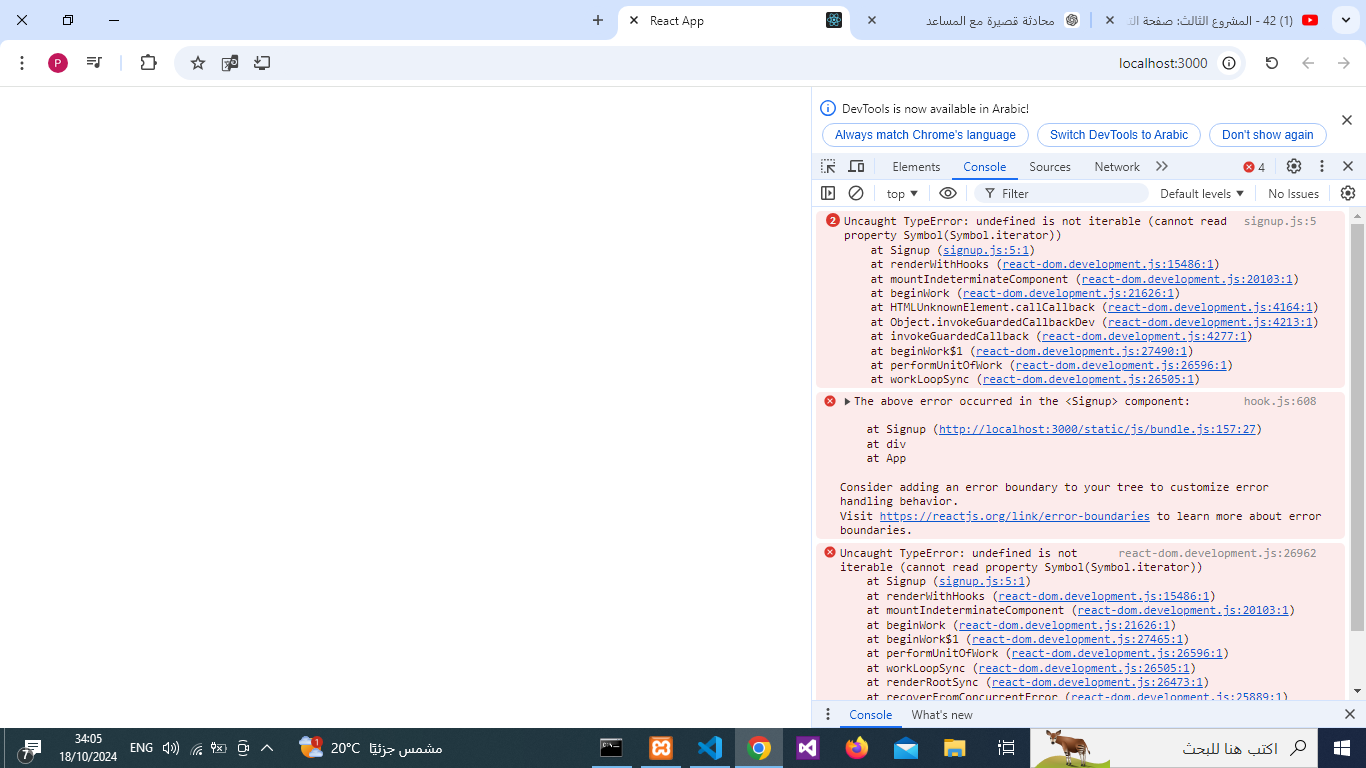 React App
محادثة قصيرة مع المساعد
(1) 42 - المشروع الثالث: صفحة الت
P
localhost:3000
DevTools is now available in Arabic!
Always match Chrome's language
Switch DevTools to Arabic
Don't show again
Elements
Console
Sources
Network
4
top
Filter
Default levels
No Issues
2
Uncaught TypeError: undefined is not iterable (cannot read
signup.js:5
property Symbol(Symbol.iterator))
at Signup (signup.js:5:1)
at renderWithHooks (react-dom.development.js:15486:1)
at mountIndeterminateComponent (react-dom.development.js:20103:1)
at beginWork (react-dom.development.js:21626:1)
at HTMLUnknownElement.callCallback (react-dom.development.js:4164:1)
at Object.invokeGuardedCallbackDev (react-dom.development.js:4213:1)
at invokeGuardedCallback (react-dom.development.js:4277:1)
at beginWork$1 (react-dom.development.js:27490:1)
at performUnitOfWork (react-dom.development.js:26596:1)
at workLoopSync (react-dom.development.js:26505:1)
The above error occurred in the <Signup> component:
hook.js:608
at Signup (http://localhost:3000/static/js/bundle.js:157:27)
at div
at App
Consider adding an error boundary to your tree to customize error
handling behavior.
Visit https://reactjs.org/link/error-boundaries to learn more about error
boundaries.
Uncaught TypeError: undefined is not
react-dom.development.js:26962
iterable (cannot read property Symbol(Symbol.iterator))
at Signup (signup.js:5:1)
at renderWithHooks (react-dom.development.js:15486:1)
at mountIndeterminateComponent (react-dom.development.js:20103:1)
at beginWork (react-dom.development.js:21626:1)
at beginWork$1 (react-dom.development.js:27465:1)
at performUnitOfWork (react-dom.development.js:26596:1)
at workLoopSync (react-dom.development.js:26505:1)
at renderRootSync (react-dom.development.js:26473:1)
at recoverFromConcurrentError (react-dom.development.js:25889:1)
Console
What's new
7
34:05
18/10/2024
ENG
1
20°C
مشمس جزئيًا
اكتب هنا للبحث